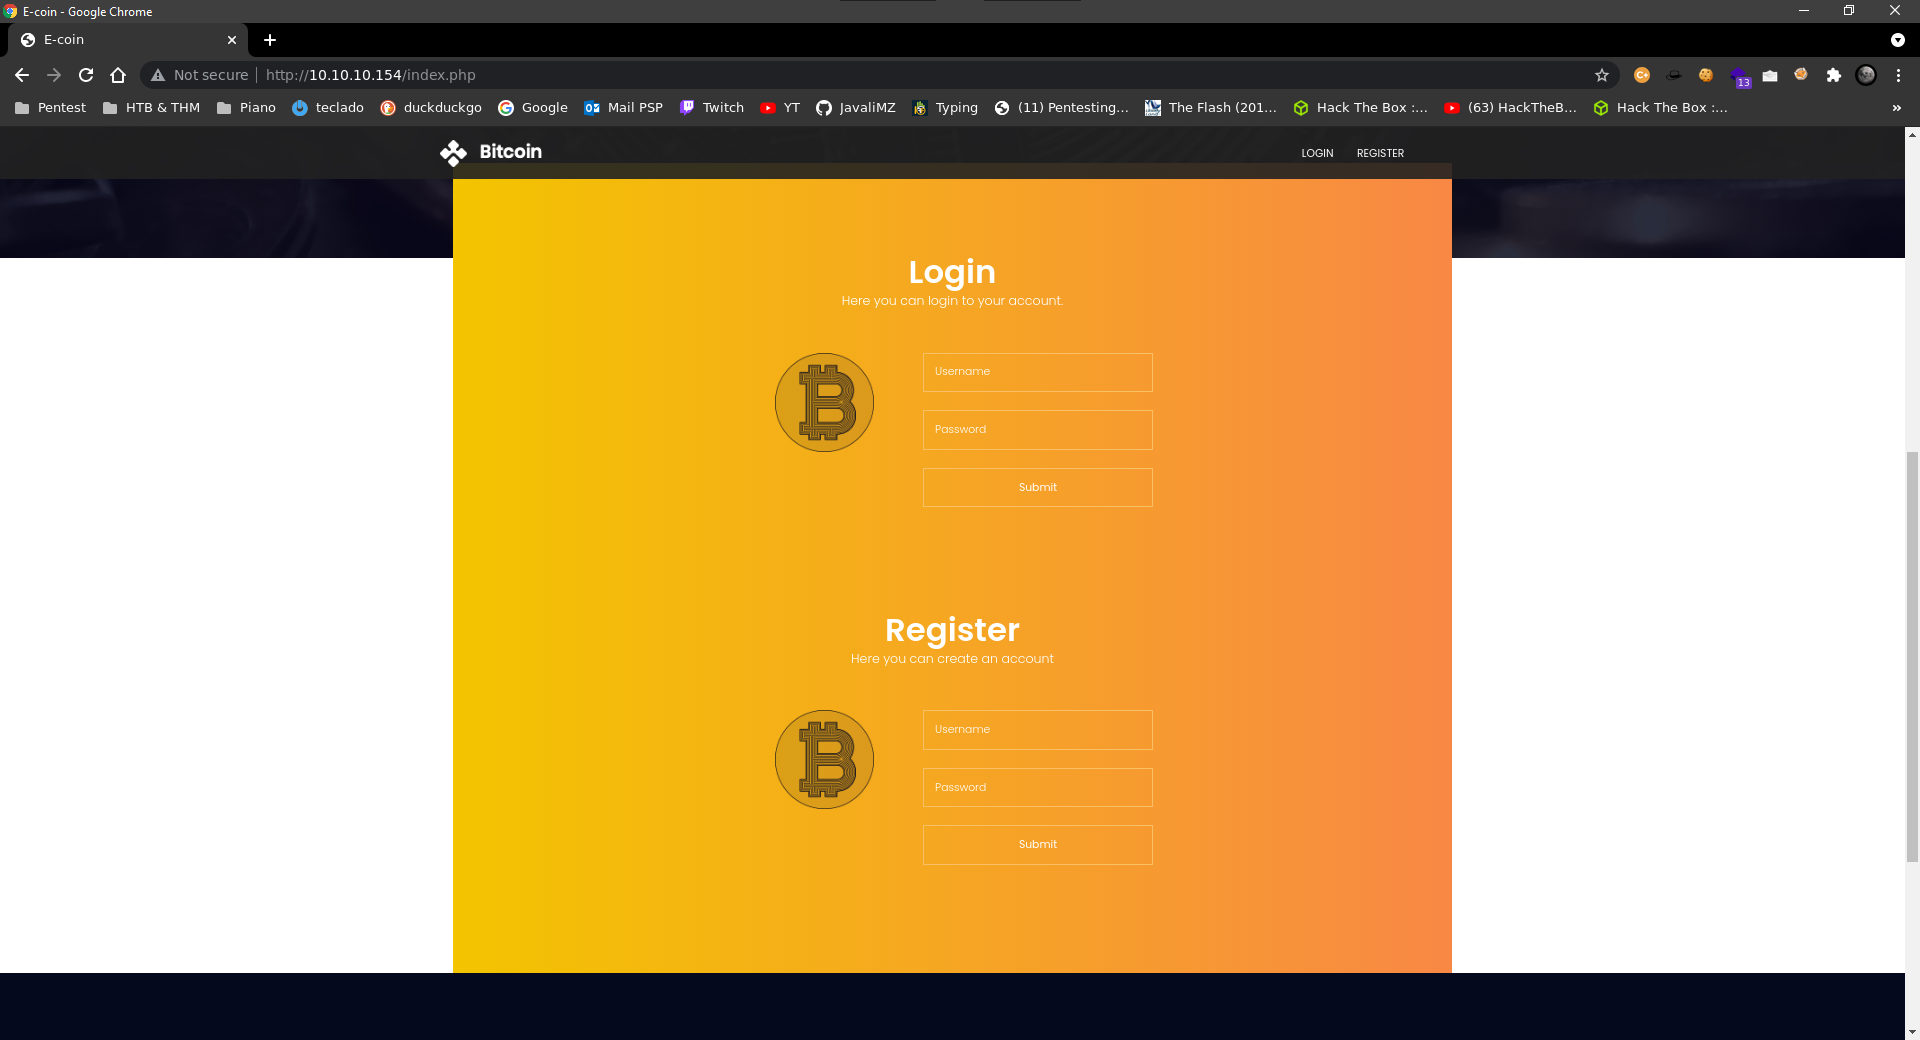 E-coin - Google Chrome
E-coin
Not secure http://10.10.10.154/index.php
13
Pentest HTB & THM Piano teclado duckduckgo Google Mail PSP Twitch YT JavaliMZ Typing (11) Pentesting... The Flash (201... Hack The Box :... (63) HackTheB... Hack The Box :... »
Bitcoin LOGIN REGISTER
Login
Here you can login to your account.
Username
Password
Submit
Register
Here you can create an account
Username
Password
Submit